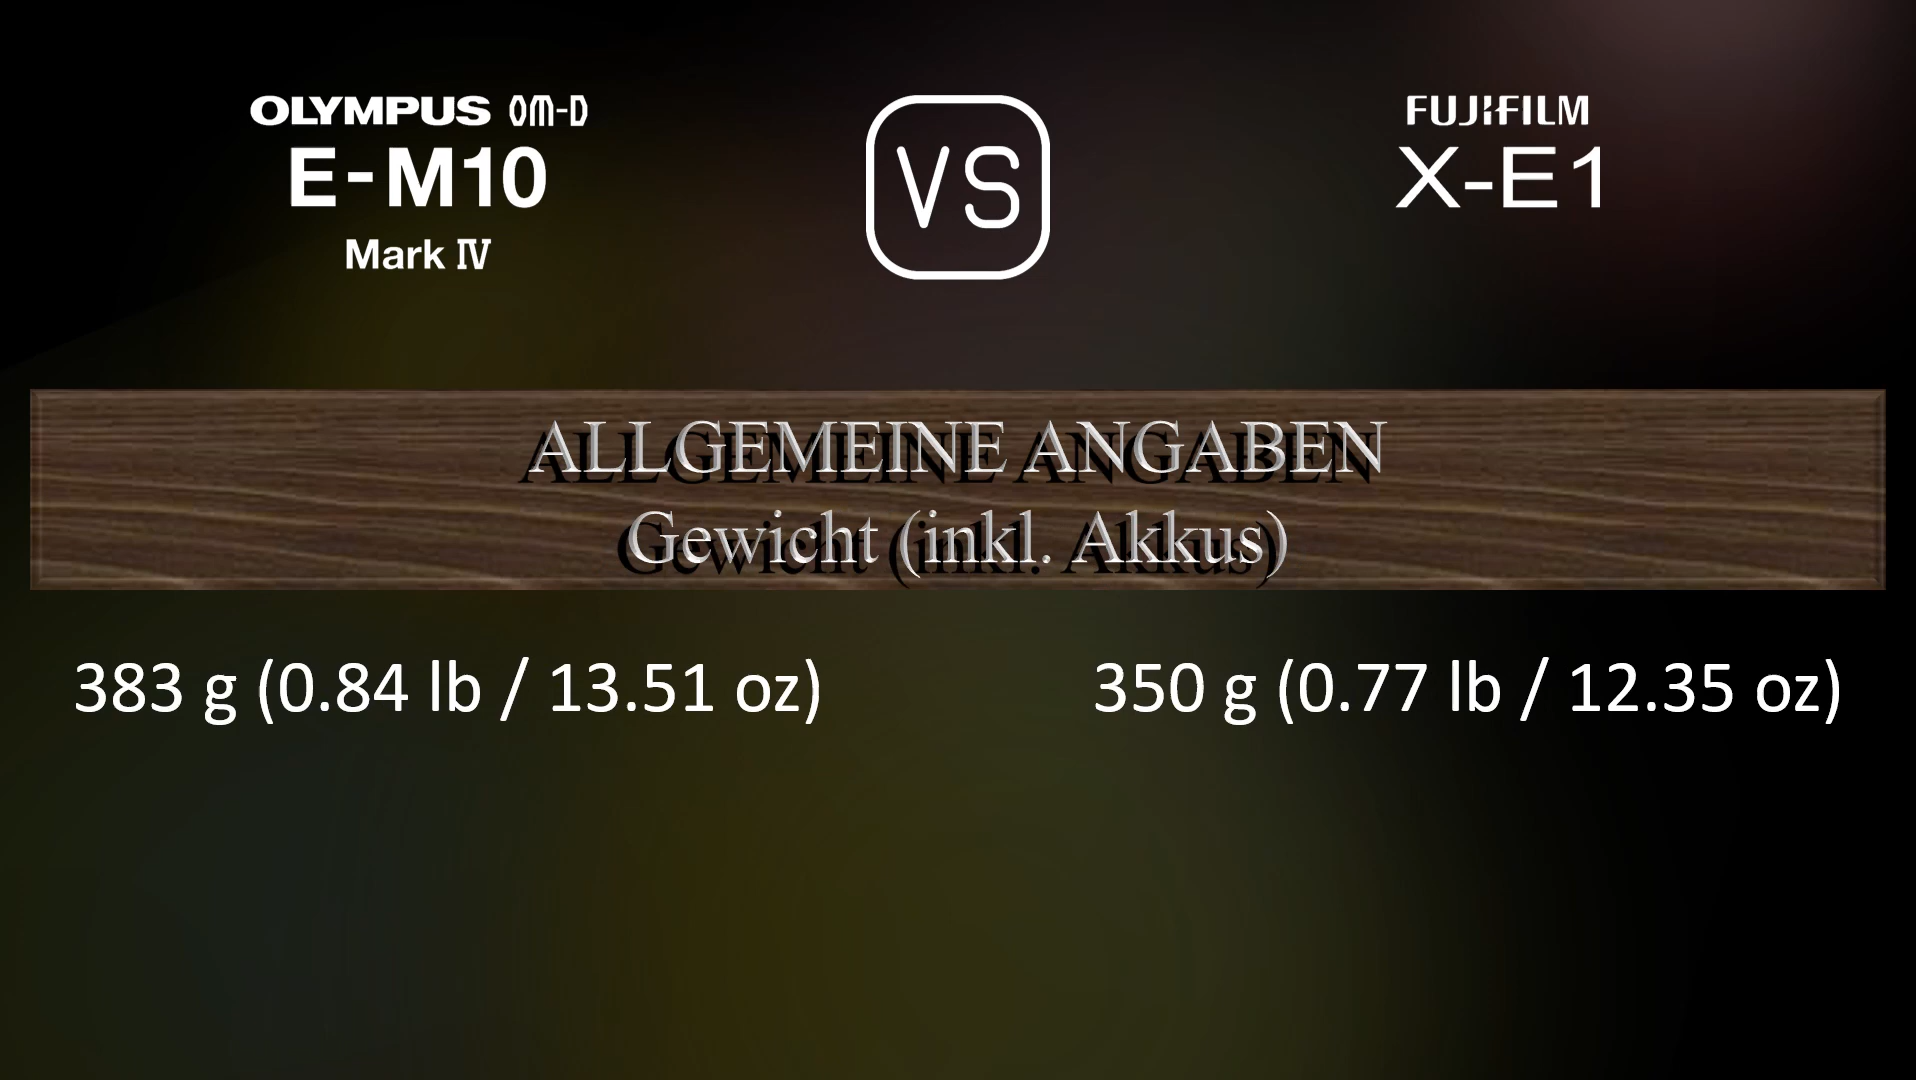 OLYMPUS OM-D
E-M10
Mark IV
VS
FUJIFILM
X-E1
ALLGEMEINE ANGABEN
Gewicht (inkl. Akkus)
383 g (0.84 lb / 13.51 oz)
350 g (0.77 lb / 12.35 oz)